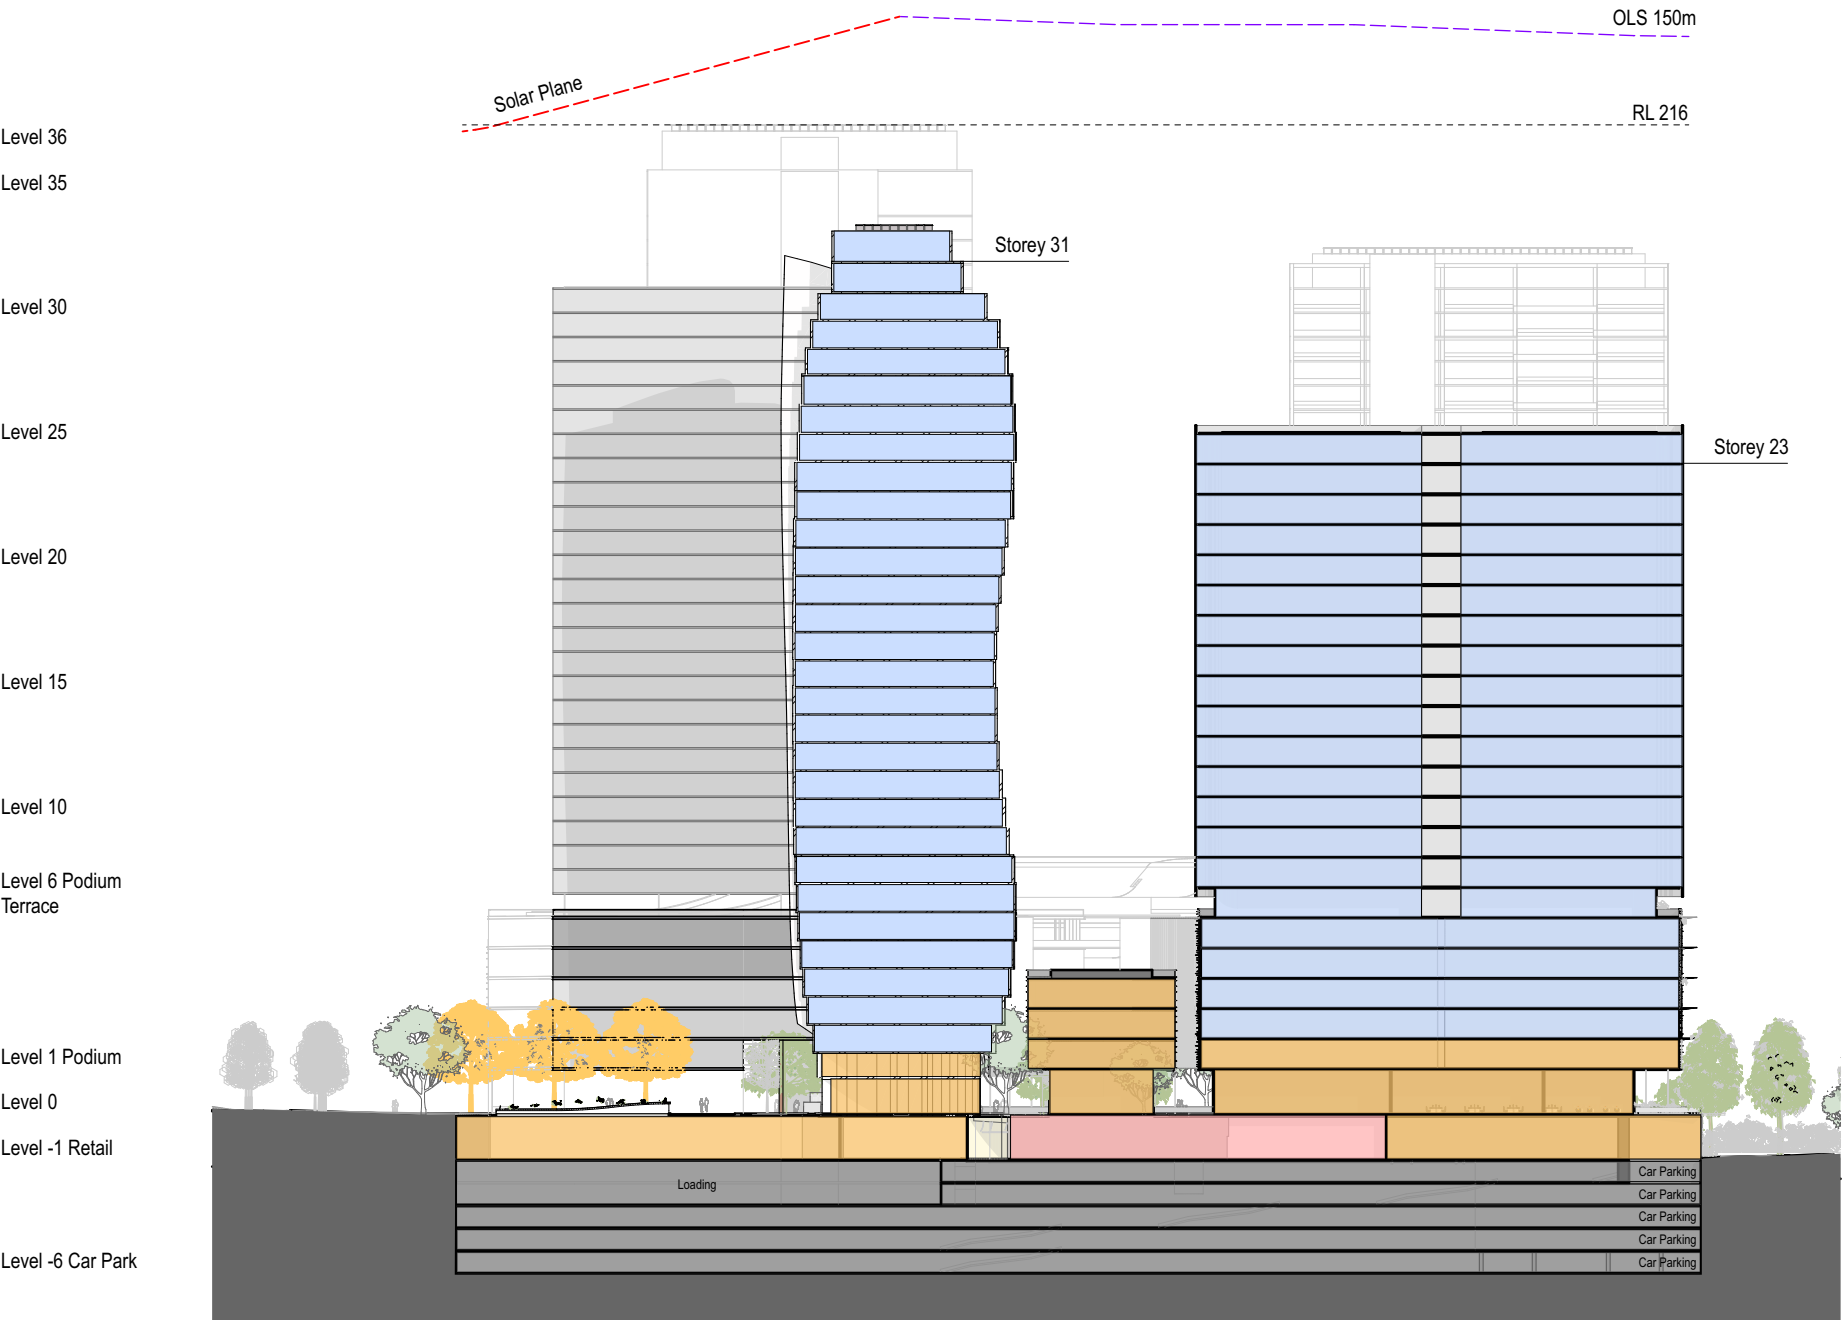 OLS 150m
Solar Plane
RL 216
Level 36
Level 35
Storey 31
Level 30
Level 25
Storey 23
Level 20
Level 15
Level 10
Level 6 Podium
Terrace
Level 1 Podium
Level 0
Level -1 Retail
Car Parking
Loading
Car Parking
Car Parking
Car Parking
Level -6 Car Park
Car Parking